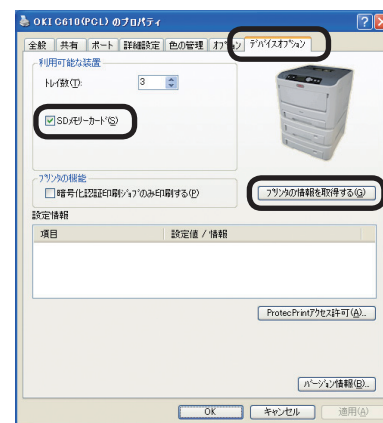 OKI C610(PCL) のプロパティ
全般 共有 ポート 詳細設定 色の管理 オプション デバイスオプション
利用可能な装置
トレイ数(T): 3
SDメモリーカード(S)
プリンタの機能
暗号化認証印刷ジョブのみ印刷する(P)
プリンタの情報を取得する(G)
設定情報
項目 設定値 / 情報
ProtecPrintアクセス許可(A)...
バージョン情報(B)...
OK キャンセル 適用(A)